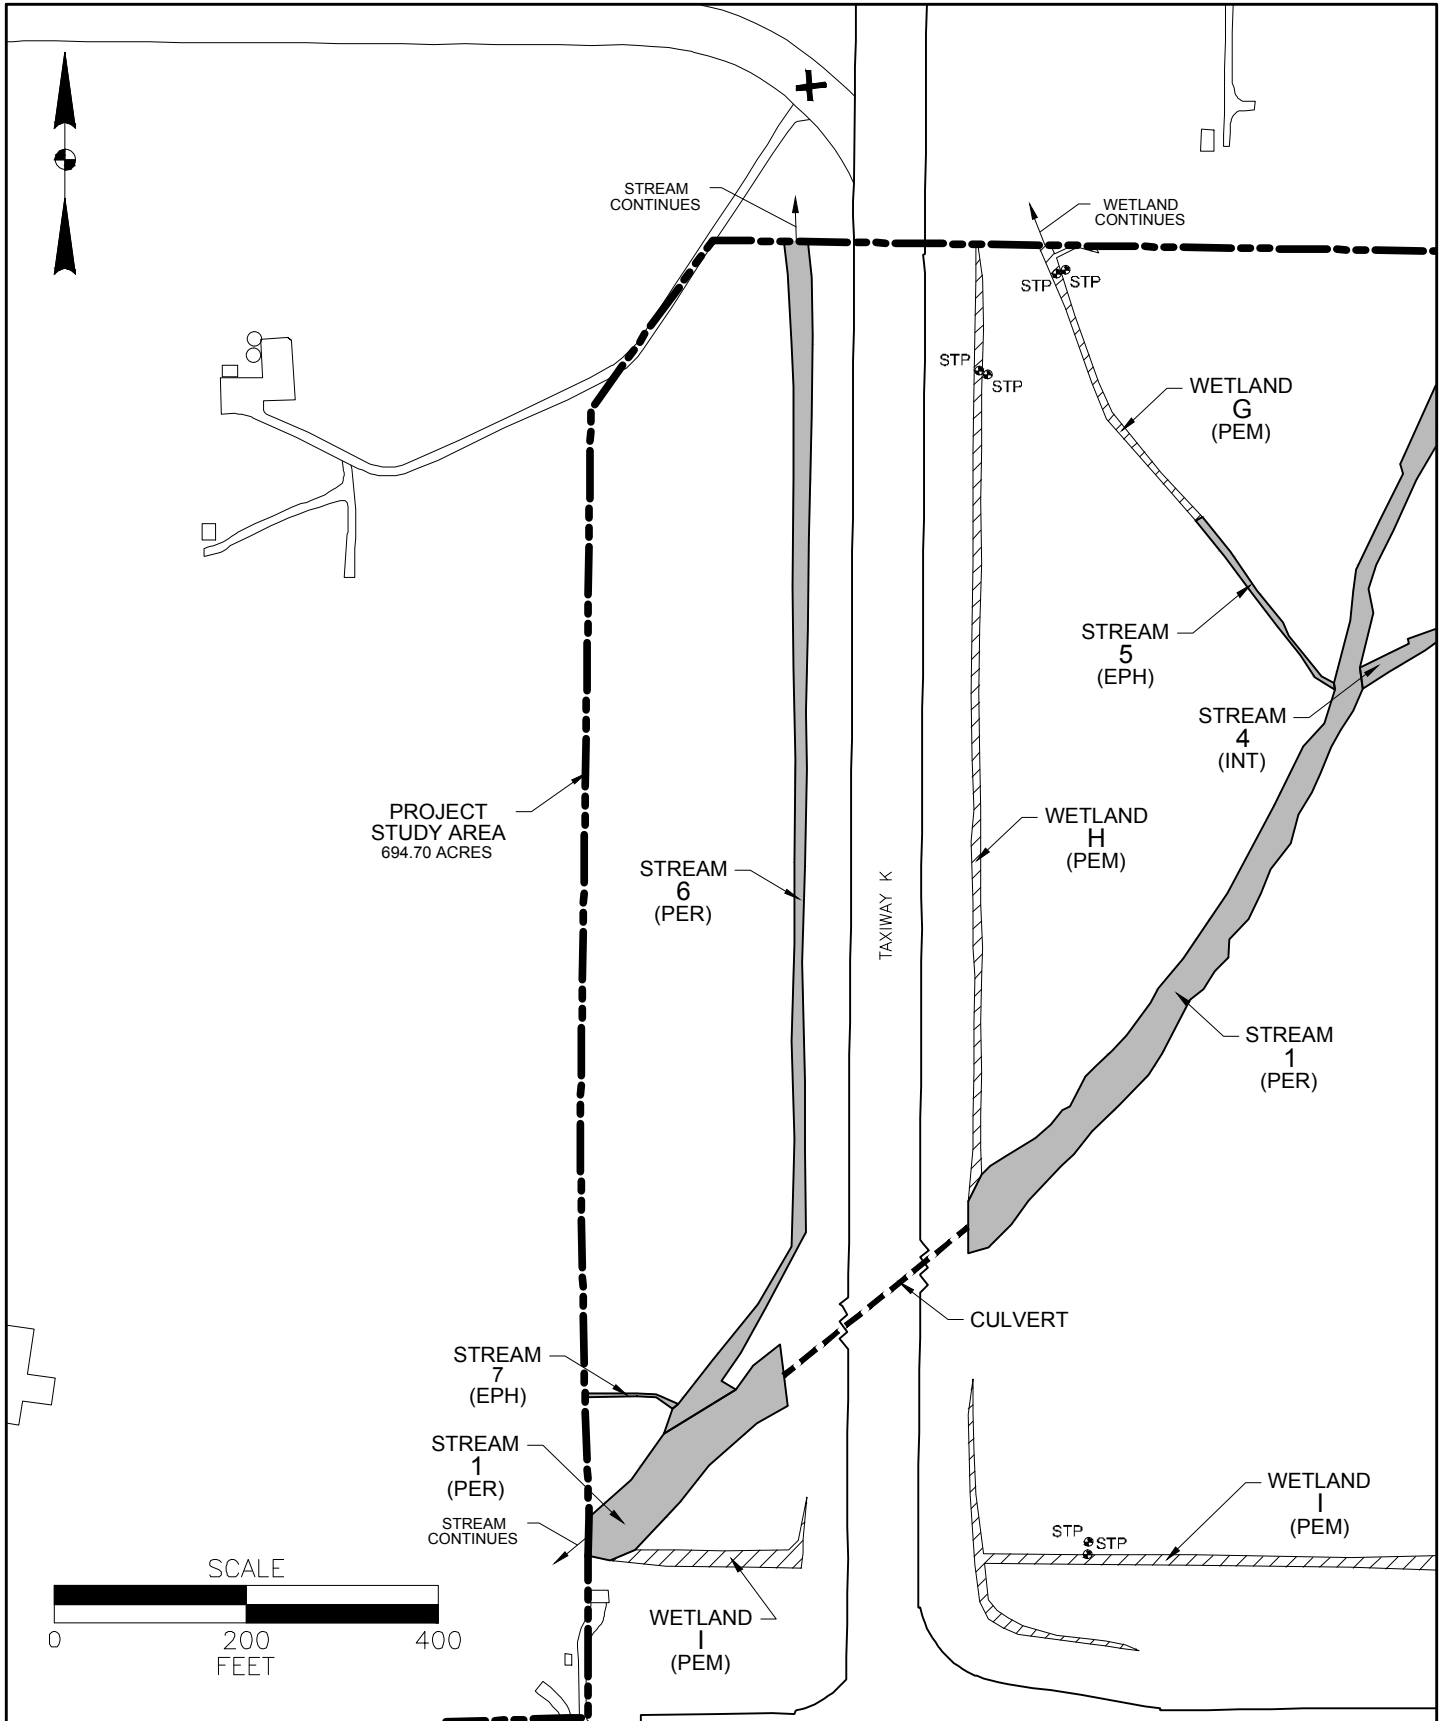 STREAM
CONTINUES
WETLAND
CONTINUES
STP
STP
STP
STP
WETLAND
G
(PEM)
STREAM
5
(EPH)
STREAM
4
(INT)
PROJECT
STUDY AREA
694.70 ACRES
WETLAND
H
(PEM)
STREAM
6
(PER)
TAXIWAY K
STREAM
1
(PER)
CULVERT
STREAM
7
(EPH)
STREAM
1
(PER)
STREAM
CONTINUES
WETLAND
I
(PEM)
STP
STP
SCALE
0
200
400
FEET
WETLAND
I
(PEM)